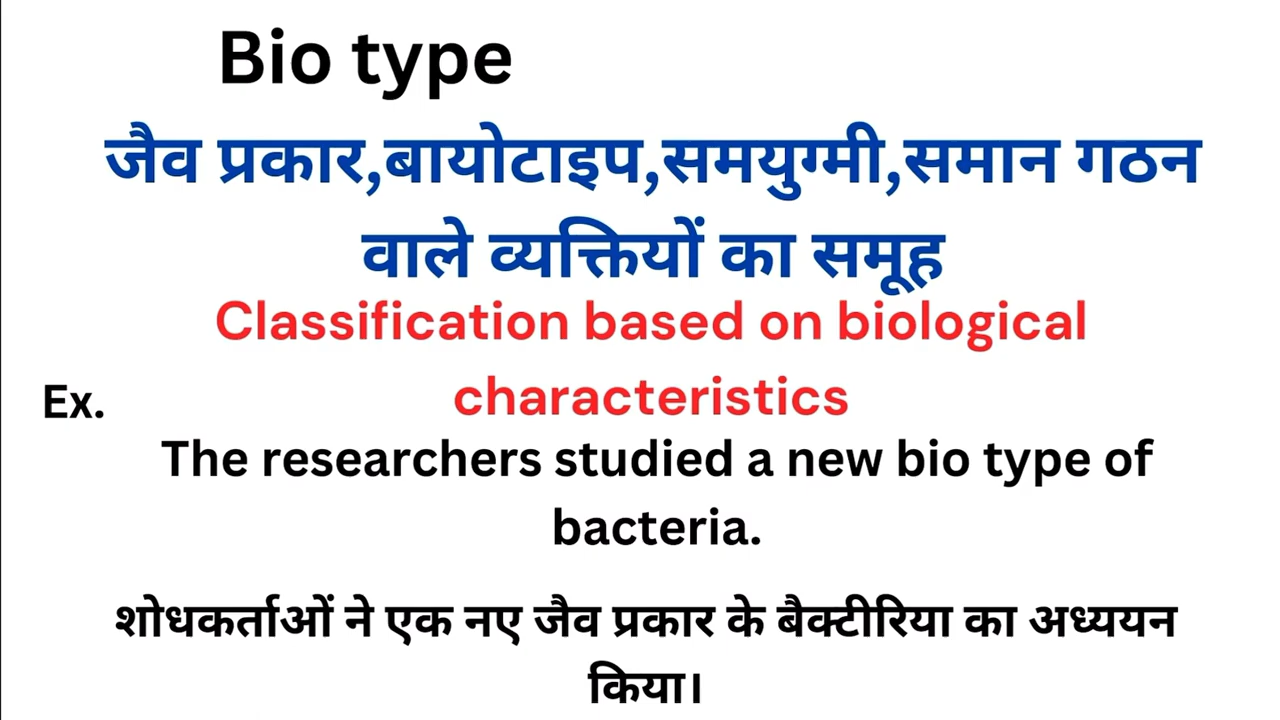 Bio type
जैव प्रकार,बायोटाइप,समयुग्मी,समान गठन
वाले व्यक्तियों का समूह
Classification based on biological
characteristics
Ex.
The researchers studied a new bio type of
bacteria.
शोधकर्ताओं ने एक नए जैव प्रकार के बैक्टीरिया का अध्ययन
किया।